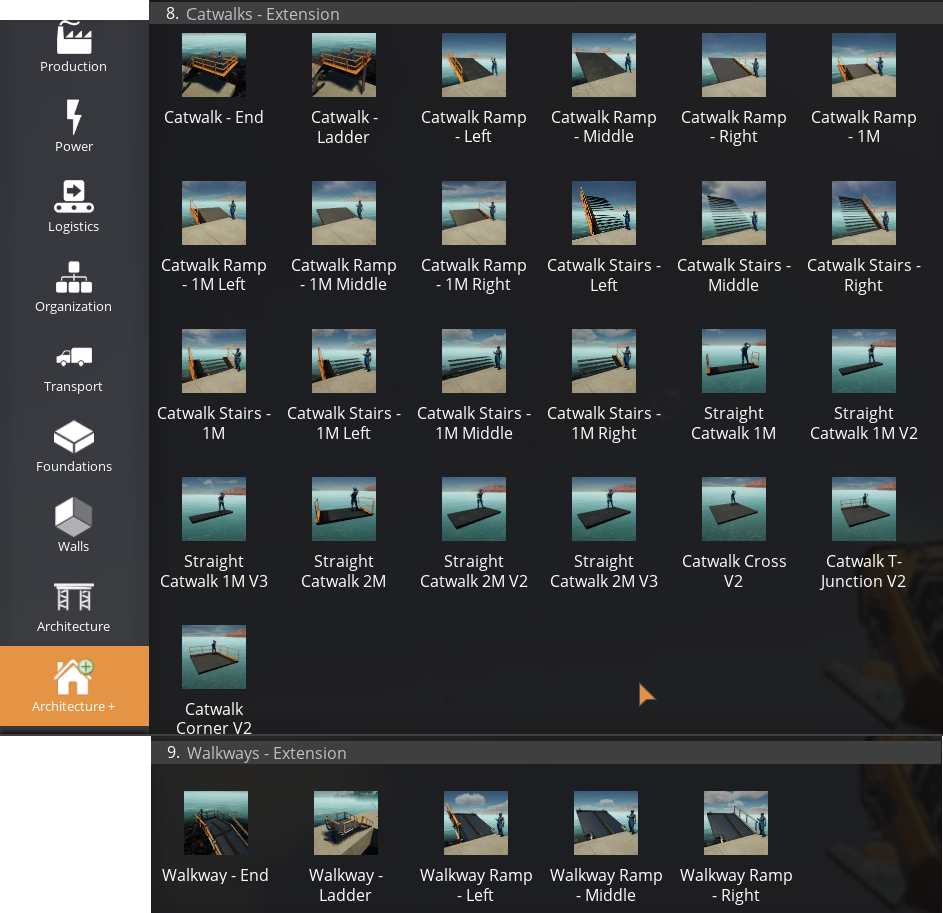 8. Catwalks - Extension
Production
Power
Logistics
Organization
Transport
Foundations
Walls
Architecture
Architecture +
Catwalk - End
Catwalk -
Ladder
Catwalk Ramp
- Left
Catwalk Ramp
- Middle
Catwalk Ramp
- Right
Catwalk Ramp
- 1M
Catwalk Ramp
- 1M Left
Catwalk Ramp
- 1M Middle
Catwalk Ramp
- 1M Right
Catwalk Stairs -
Left
Catwalk Stairs -
Middle
Catwalk Stairs -
Right
Catwalk Stairs -
1M
Catwalk Stairs -
1M Left
Catwalk Stairs -
1M Middle
Catwalk Stairs -
1M Right
Straight
Catwalk 1M
Straight
Catwalk 1M V2
Straight
Catwalk 1M V3
Straight
Catwalk 2M
Straight
Catwalk 2M V2
Straight
Catwalk 2M V3
Catwalk Cross
V2
Catwalk T-
Junction V2
Catwalk
Corner V2
9. Walkways - Extension
Walkway - End
Walkway -
Ladder
Walkway Ramp
- Left
Walkway Ramp
- Middle
Walkway Ramp
- Right